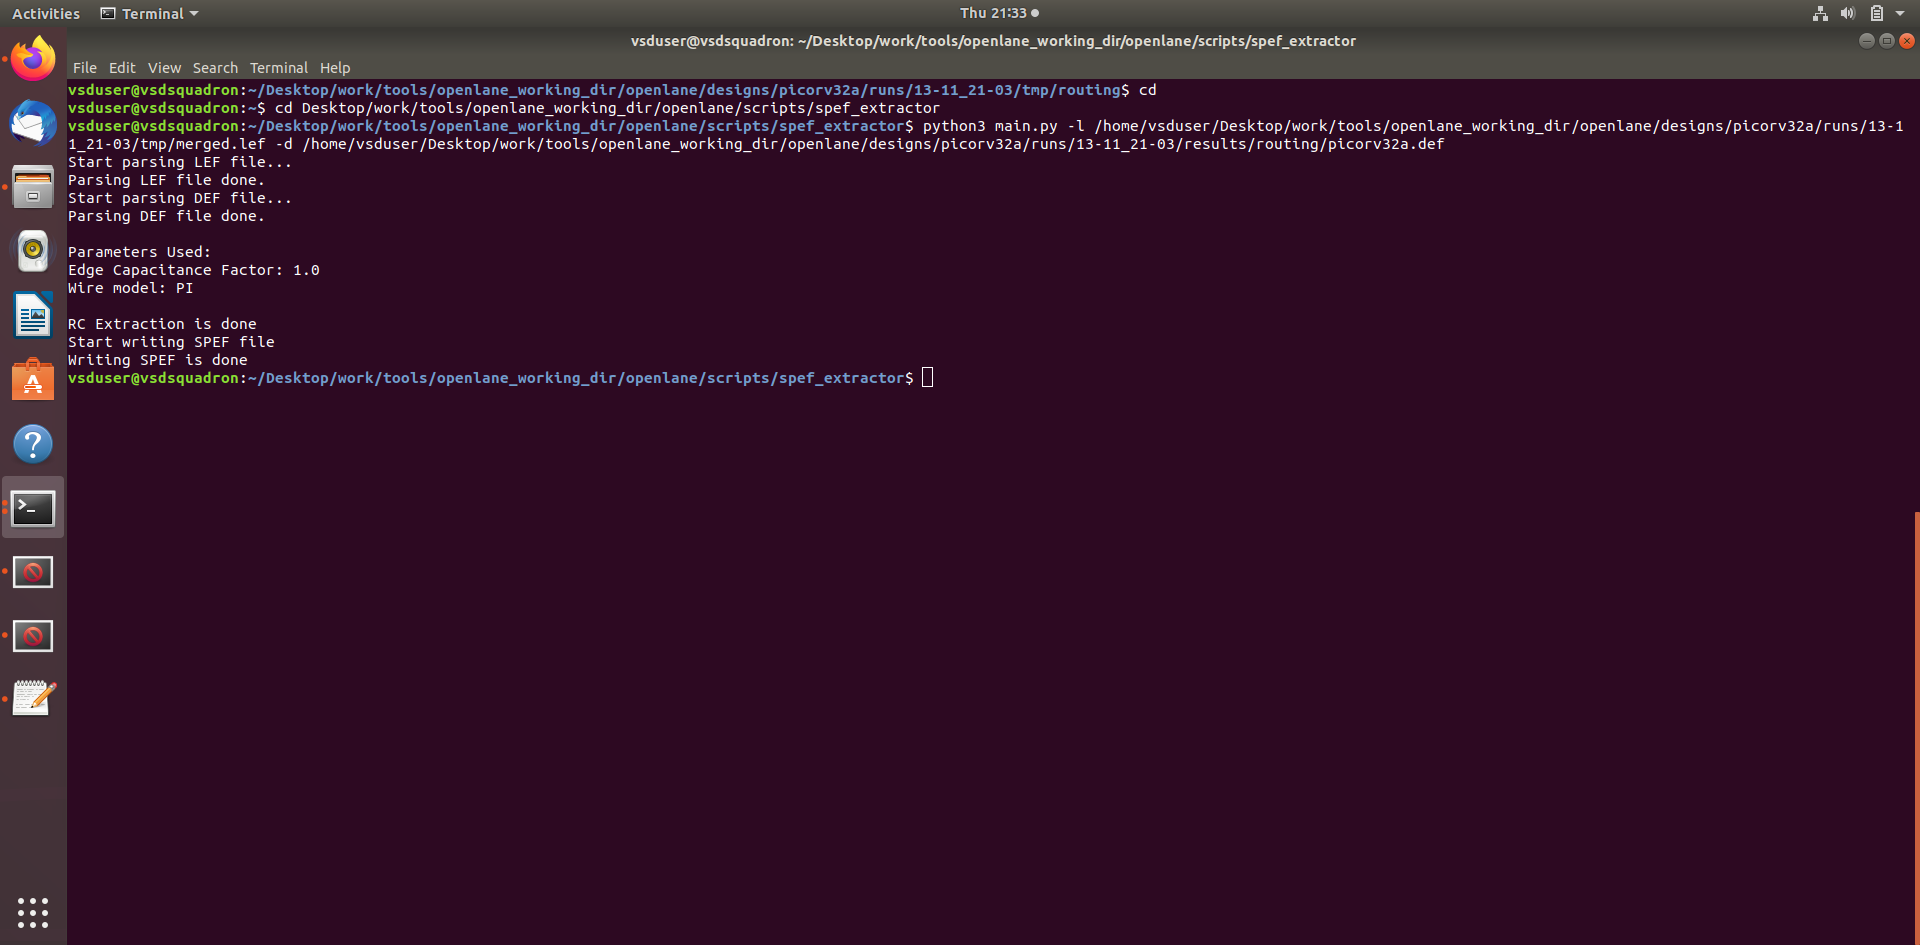 Activities Terminal Thu 21:33
vsduser@vsdsquadron: ~/Desktop/work/tools/openlane_working_dir/openlane/scripts/spef_extractor
File Edit View Search Terminal Help
vsduser@vsdsquadron:~/Desktop/work/tools/openlane_working_dir/openlane/designs/picorv32a/runs/13-11_21-03/tmp/routing$ cd
vsduser@vsdsquadron:~$ cd Desktop/work/tools/openlane_working_dir/openlane/scripts/spef_extractor
vsduser@vsdsquadron:~/Desktop/work/tools/openlane_working_dir/openlane/scripts/spef_extractor$ python3 main.py -l /home/vsduser/Desktop/work/tools/openlane_working_dir/openlane/designs/picorv32a/runs/13-1
1_21-03/tmp/merged.lef -d /home/vsduser/Desktop/work/tools/openlane_working_dir/openlane/designs/picorv32a/runs/13-11_21-03/results/routing/picorv32a.def
Start parsing LEF file...
Parsing LEF file done.
Start parsing DEF file...
Parsing DEF file done.
Parameters Used:
Edge Capacitance Factor: 1.0
Wire model: PI
RC Extraction is done
Start writing SPEF file
Writing SPEF is done
vsduser@vsdsquadron:~/Desktop/work/tools/openlane_working_dir/openlane/scripts/spef_extractor$